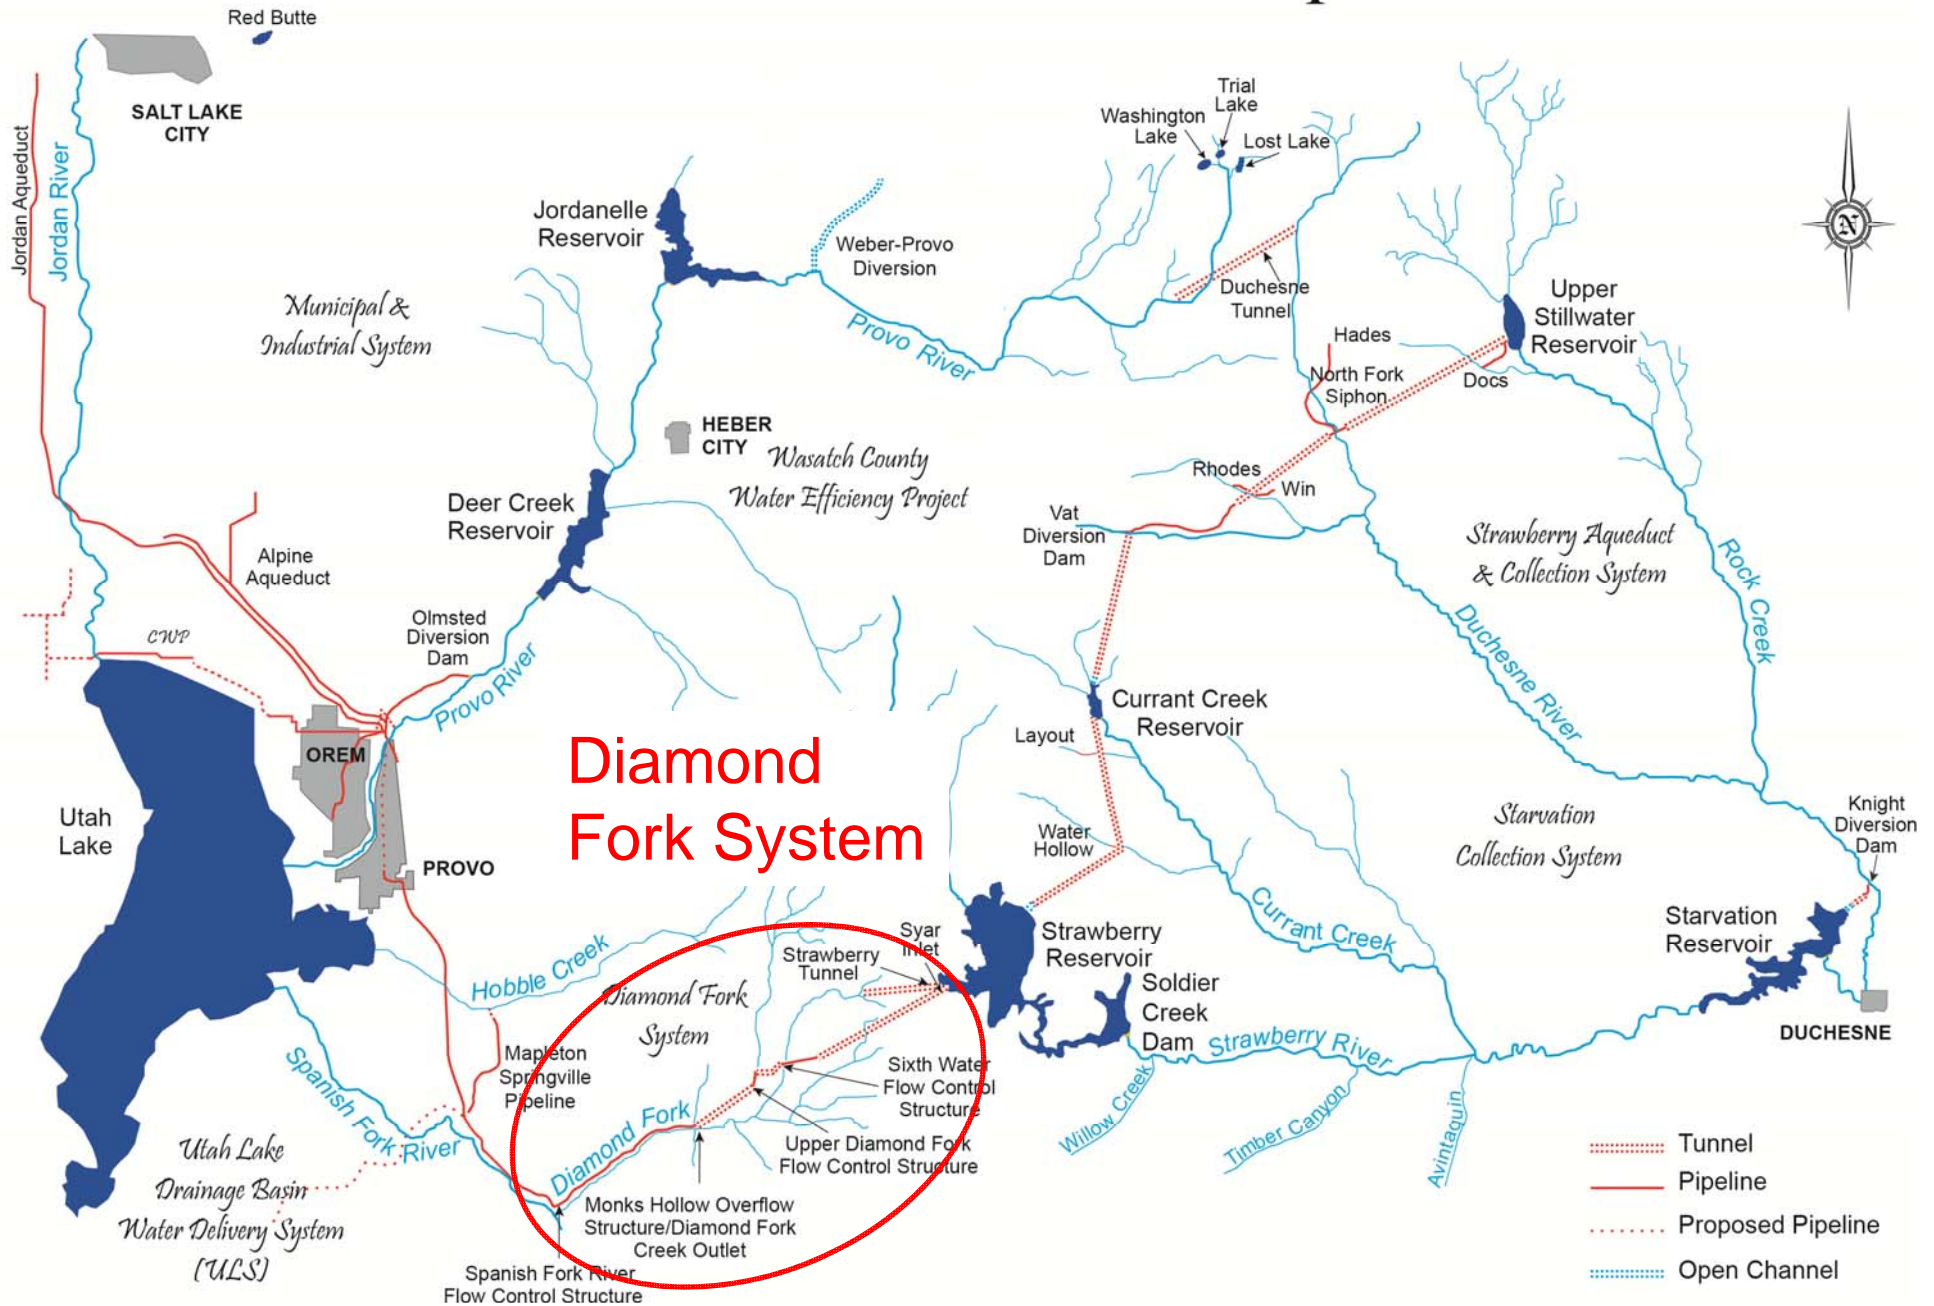 Red Butte
SALT LAKE
CITY
Jordan Aqueduct
Jordan River
Trial
Lake
Washington
Lake
Lost Lake
Jordanelle
Reservoir
Weber-Provo
Diversion
Duchesne
Tunnel
N
Municipal &
Industrial System
Provo River
Upper
Stillwater
Reservoir
Hades
North Fork
Siphon
Docs
HEBER
CITY
Wasatch County
Water Efficiency Project
Rhodes
Win
Deer Creek
Reservoir
Vat
Diversion
Dam
Strawberry Aqueduct
& Collection System
Rock Creek
Alpine
Aqueduct
Olmsted
Diversion
Dam
CWP
Provo River
Duchesne River
Currant Creek
Reservoir
Layout
OREM
Diamond
Fork System
Utah
Lake
Water
Hollow
Starvation
Collection System
Knight
Diversion
Dam
PROVO
Currant Creek
Starvation
Reservoir
Hobble Creek
Syar
Inlet
Strawberry
Tunnel
Strawberry
Reservoir
Soldier
Creek
Dam
Diamond Fork
System
DUCHESNE
Strawberry River
Mapleton
Springville
Pipeline
Sixth Water
Flow Control
Structure
Spanish Fork River
Diamond Fork
Willow Creek
Timber Canyon
Avintaquin
Upper Diamond Fork
Flow Control Structure
Utah Lake
Drainage Basin
Water Delivery System
(ULS)
Monks Hollow Overflow
Structure/Diamond Fork
Creek Outlet
Spanish Fork River
Flow Control Structure
Tunnel
Pipeline
Proposed Pipeline
Open Channel